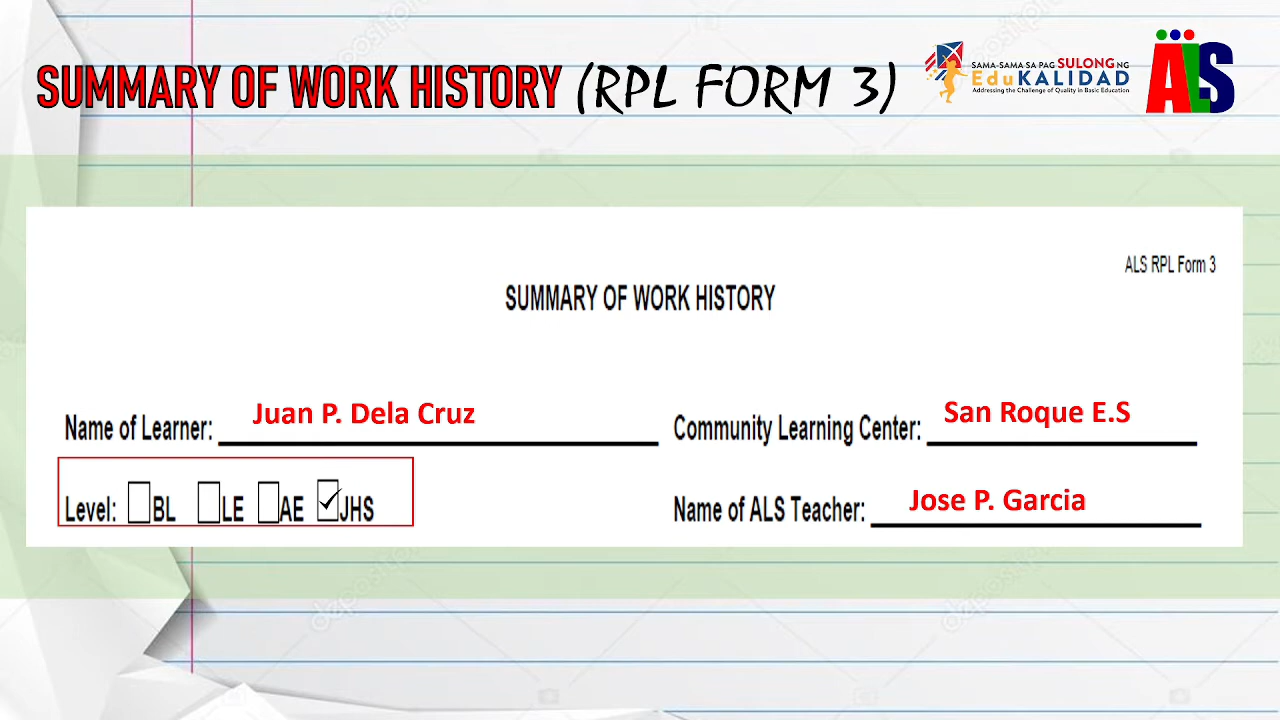 SUMMARY OF WORK HISTORY (RPL FORM 3)
SAMA-SAMA SA PAG SULONG NG
EduKALIDAD
Addressing the Challenge of Quality in Basic Education
ALS
ALS RPL Form 3
SUMMARY OF WORK HISTORY
Name of Learner: Juan P. Dela Cruz Community Learning Center: San Roque E.S
Level: BL LE AE JHS Name of ALS Teacher: Jose P. Garcia